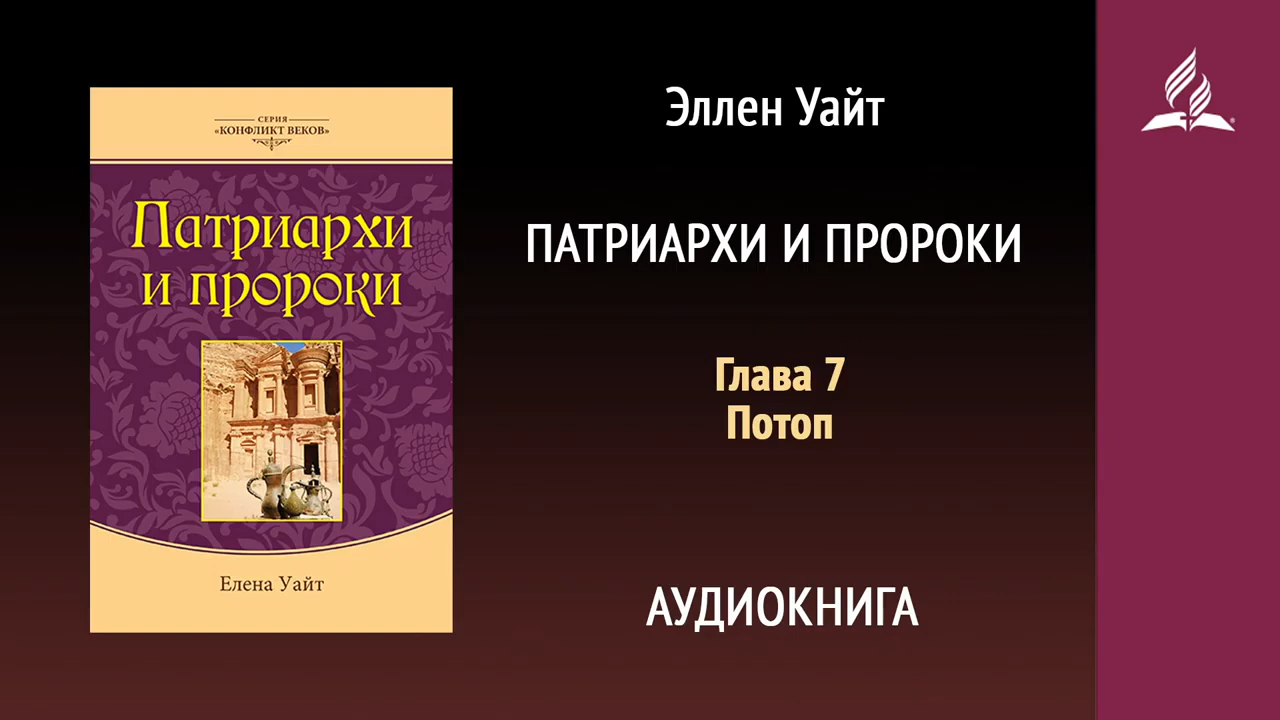 СЕРИЯ
«КОНФЛИКТ ВЕКОВ»
Патриархи
и пророки
Елена Уайт
Эллен Уайт
ПАТРИАРХИ И ПРОРОКИ
Глава 7
Потоп
АУДИОКНИГА